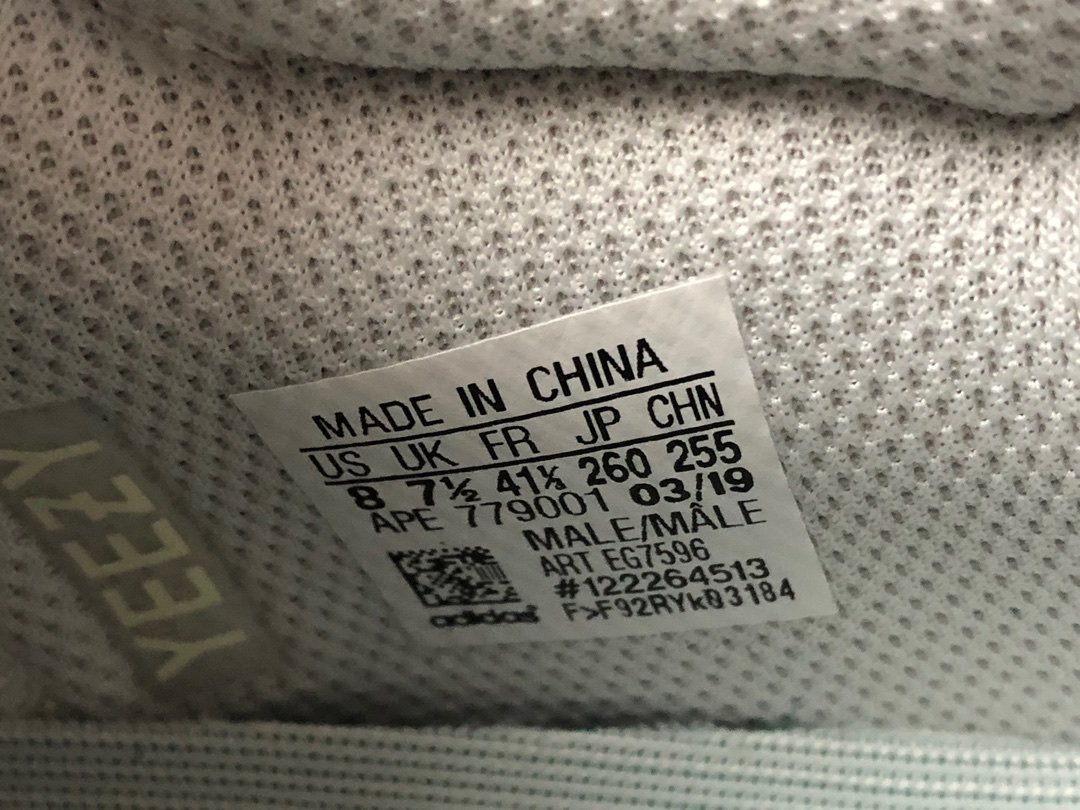 MADE IN CHINA
US UK FR JP CHN
8 7½ 41⅓ 260 255
APE 779001 03/19
MALE/MÂLE
ART EG7596
#122264513
F>F92RYk03184
adidas
YEEZY